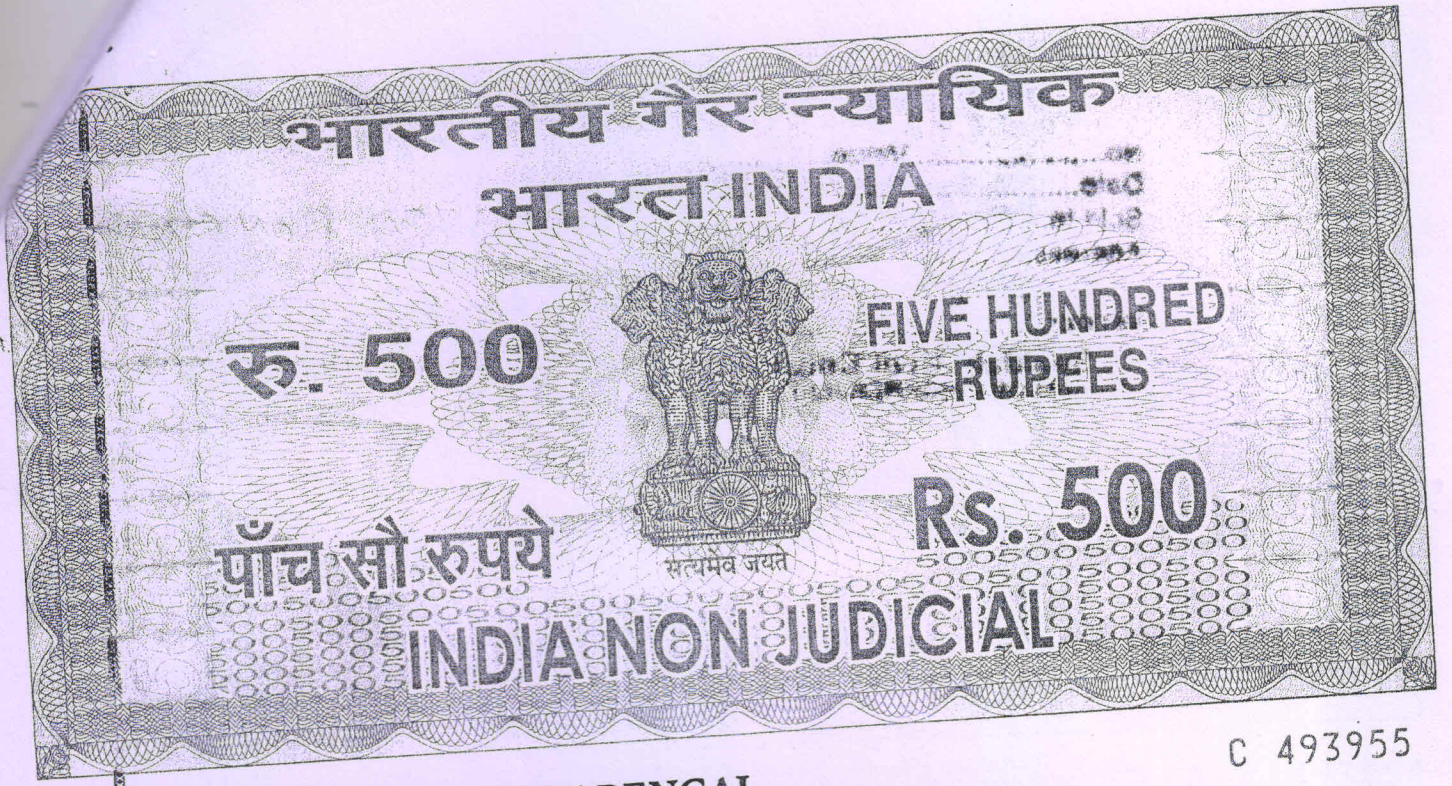 भारतीय गैर न्यायिक
भारत INDIA
रु. 500
FIVE HUNDRED
RUPEES
पाँच सौ रुपये
Rs. 500
सत्यमेव जयते
INDIA NON JUDICIAL
C 493955